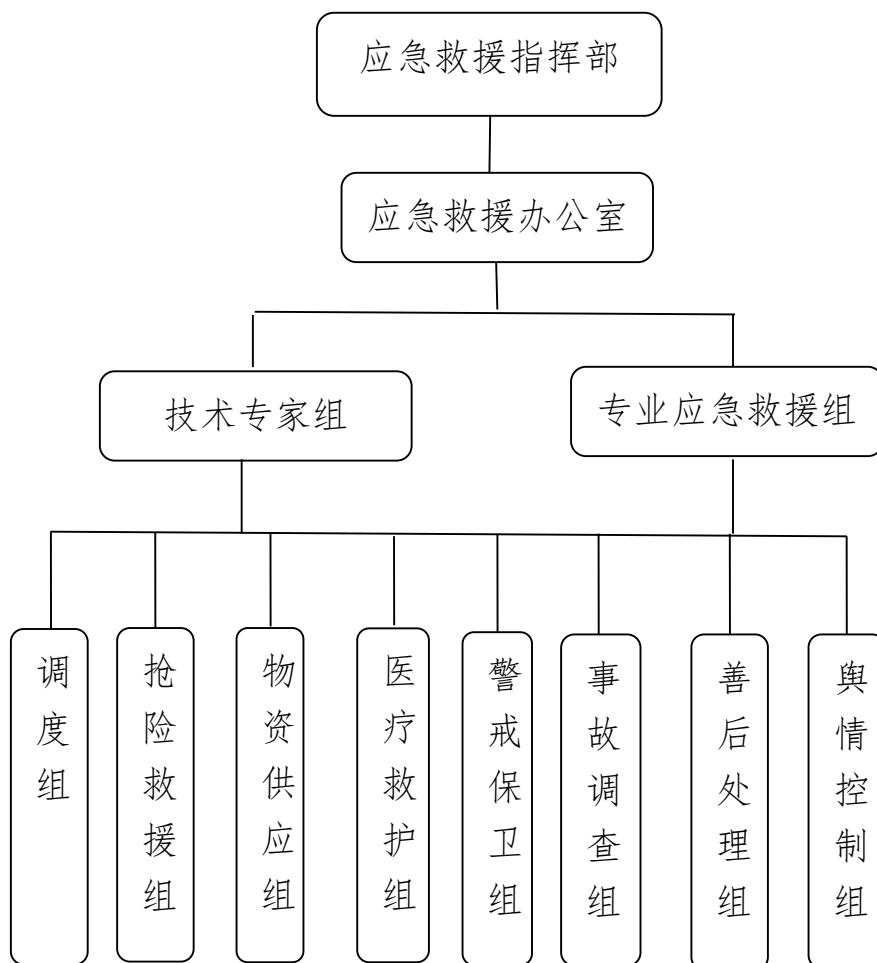 应急救援指挥部
应急救援办公室
技术专家组
专业应急救援组
调度组
抢险救援组
物资供应组
医疗救护组
警戒保卫组
事故调查组
善后处理组
舆情控制组